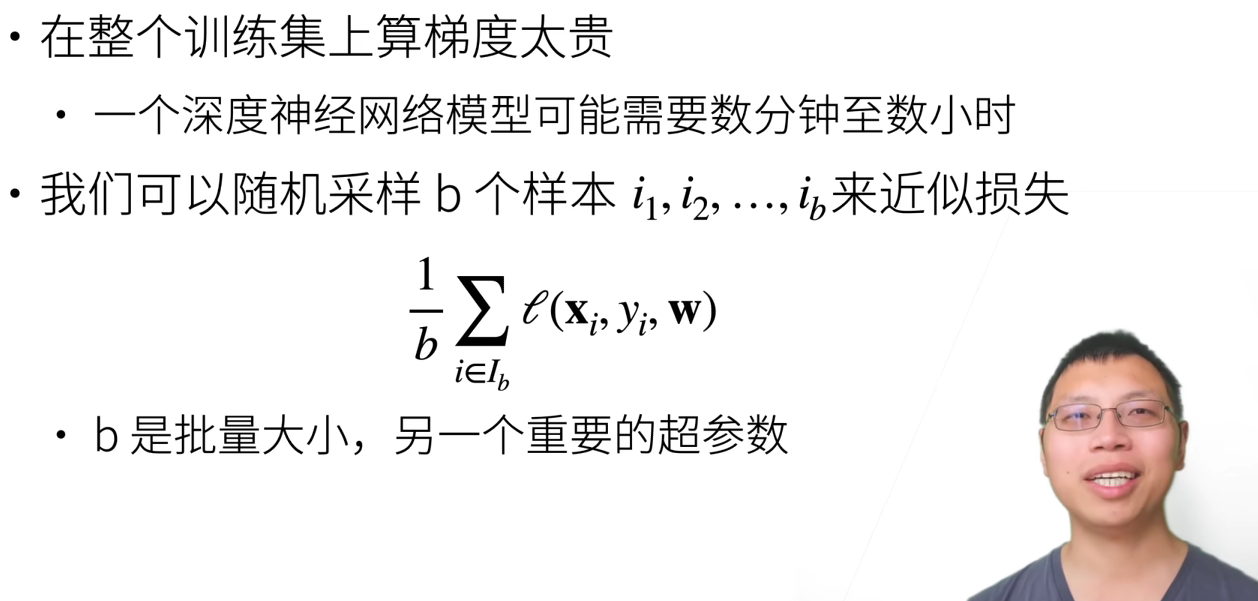 • 在整个训练集上算梯度太贵
• 一个深度神经网络模型可能需要数分钟至数小时
• 我们可以随机采样 b 个样本 i₁, i₂, …, i_b 来近似损失
$\frac{1}{b} \sum_{i \in I_b} \ell(\mathbf{x}_i, y_i, \mathbf{w})$
• b 是批量大小，另一个重要的超参数